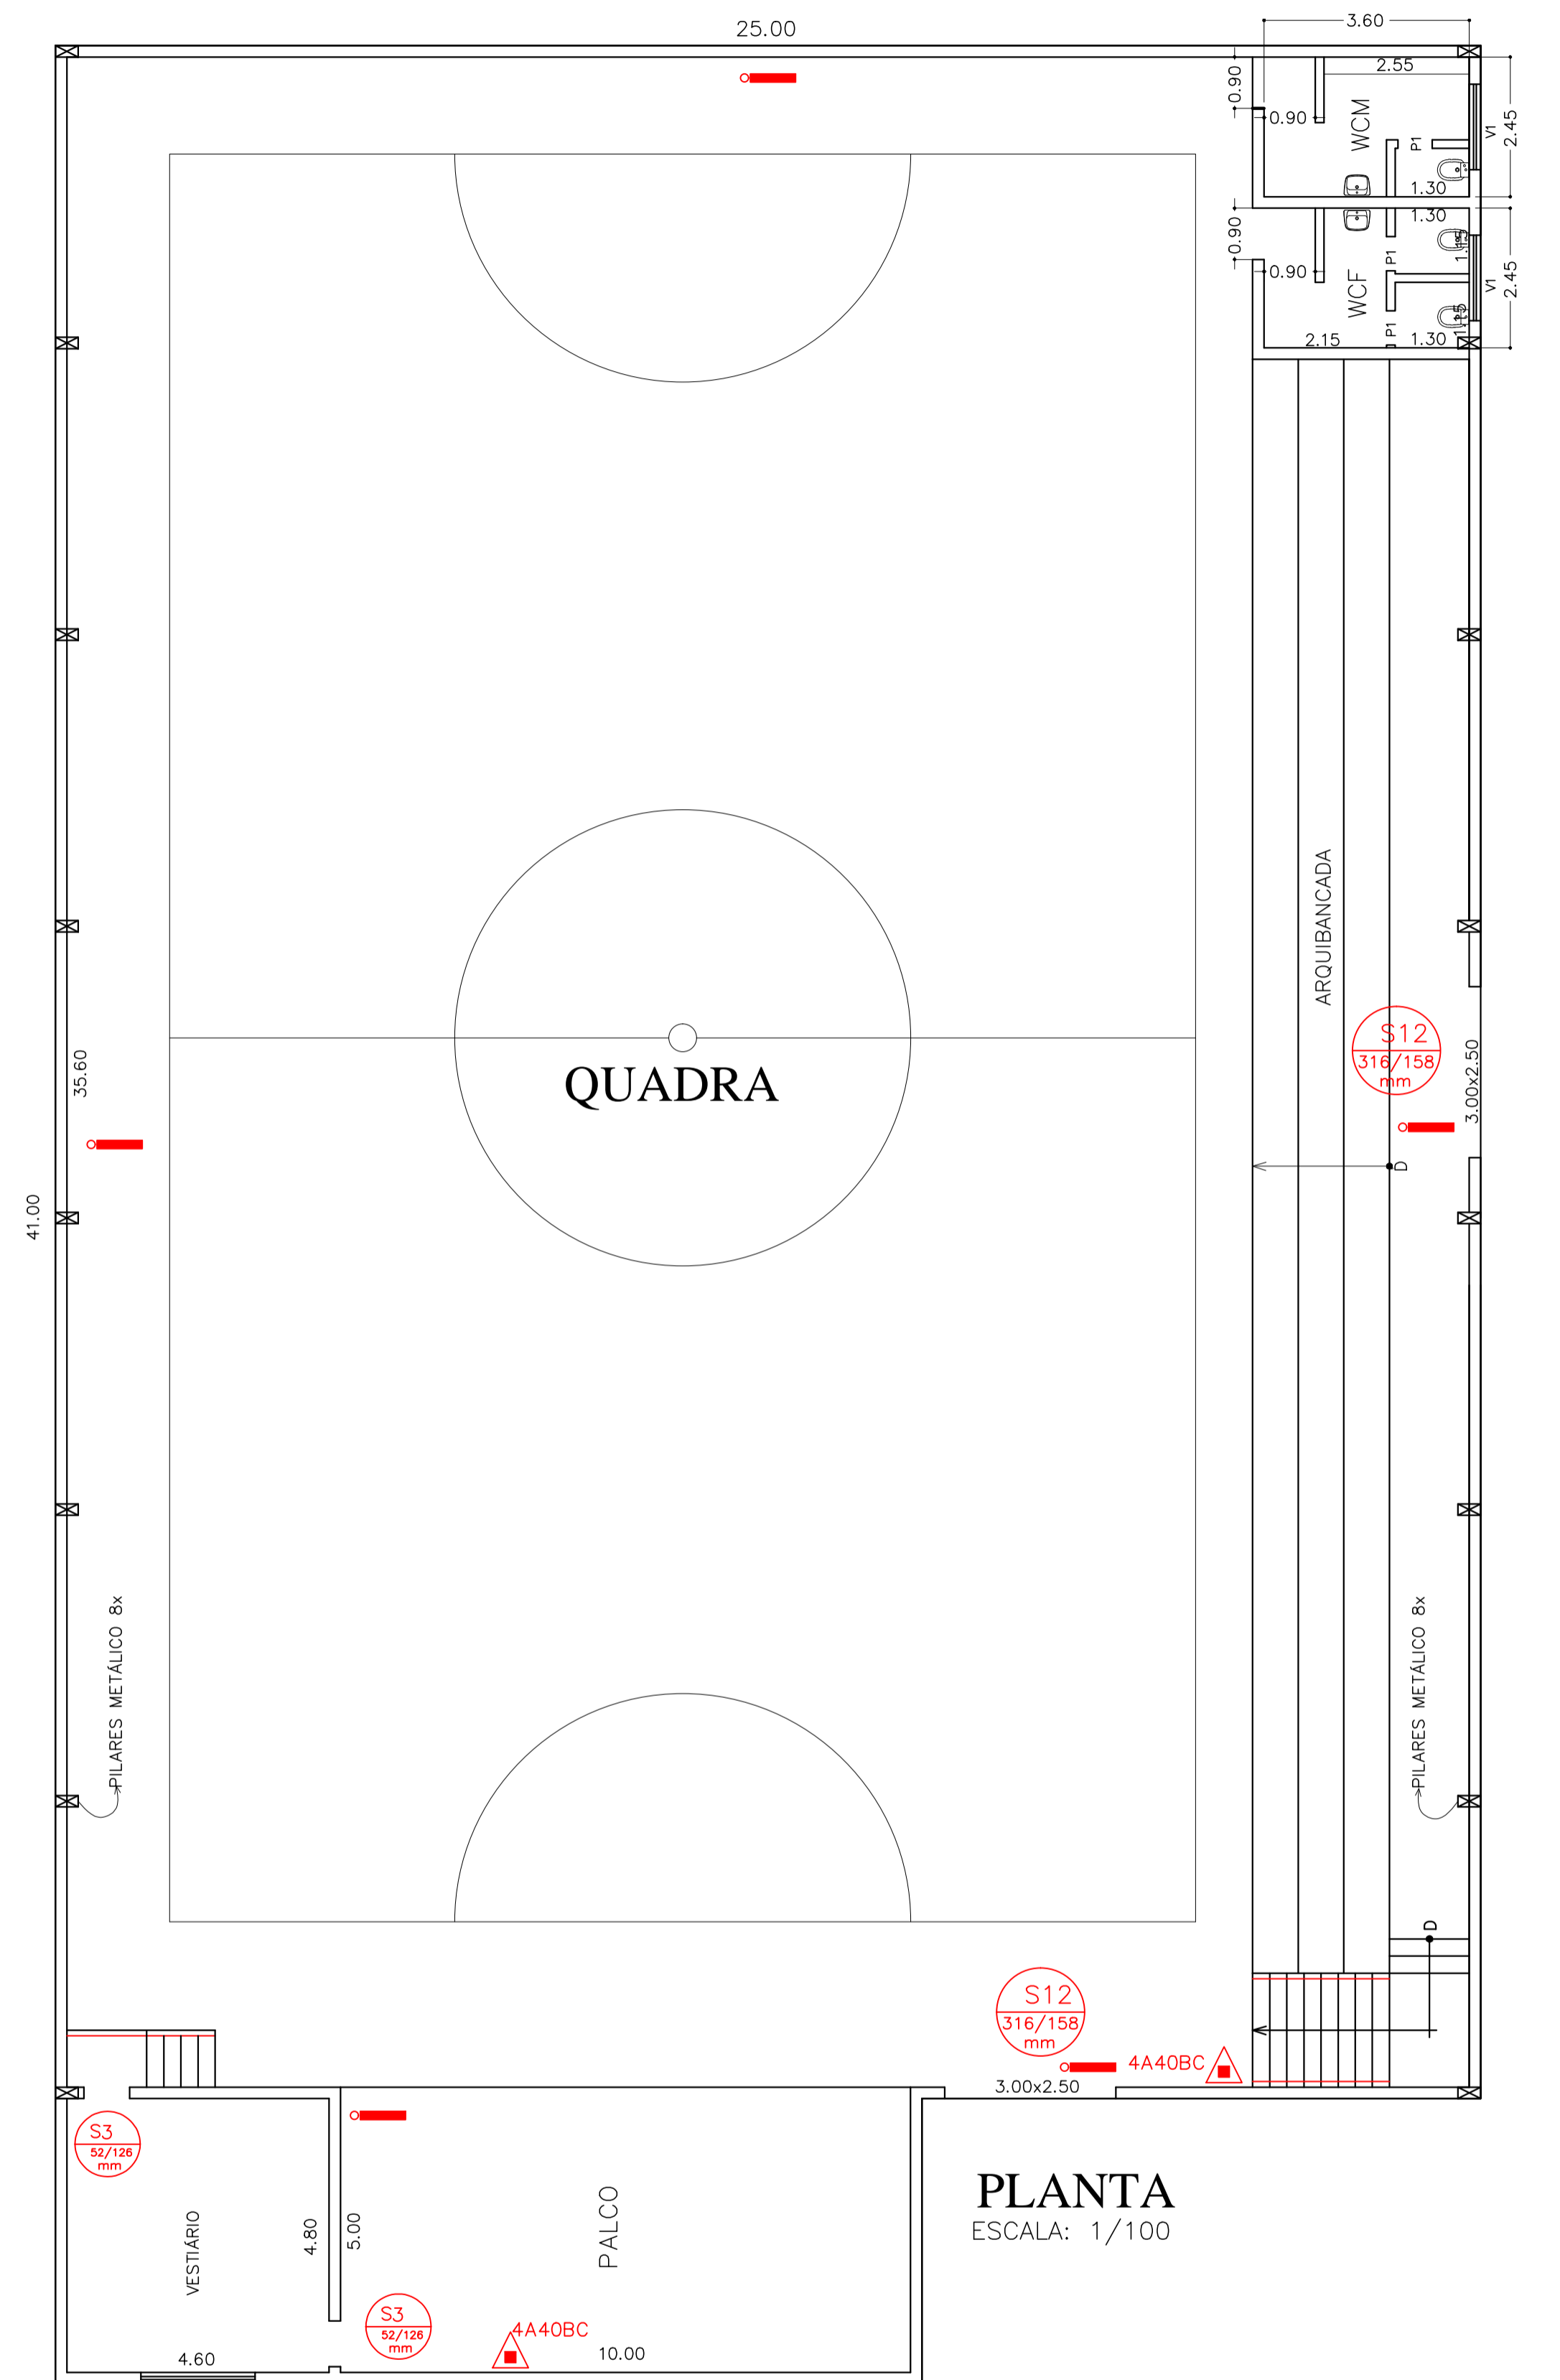 25.00
3.60
2.55
0.90
0.90
WCM
P1
V1
2.45
1.30
1.30
0.90
0.90
WCF
P1
P1
1.15
1.15
V1
2.45
2.15
1.30
ARQUIBANCADA
QUADRA
35.60
41.00
S12
316/158
mm
3.00x2.50
D
PILARES METÁLICO 8x
PILARES METÁLICO 8x
D
S12
316/158
mm
4A40BC
3.00x2.50
S3
52/126
mm
VESTIÁRIO
4.80
5.00
PALCO
PLANTA
ESCALA: 1/100
S3
52/126
mm
4A40BC
4.60
10.00